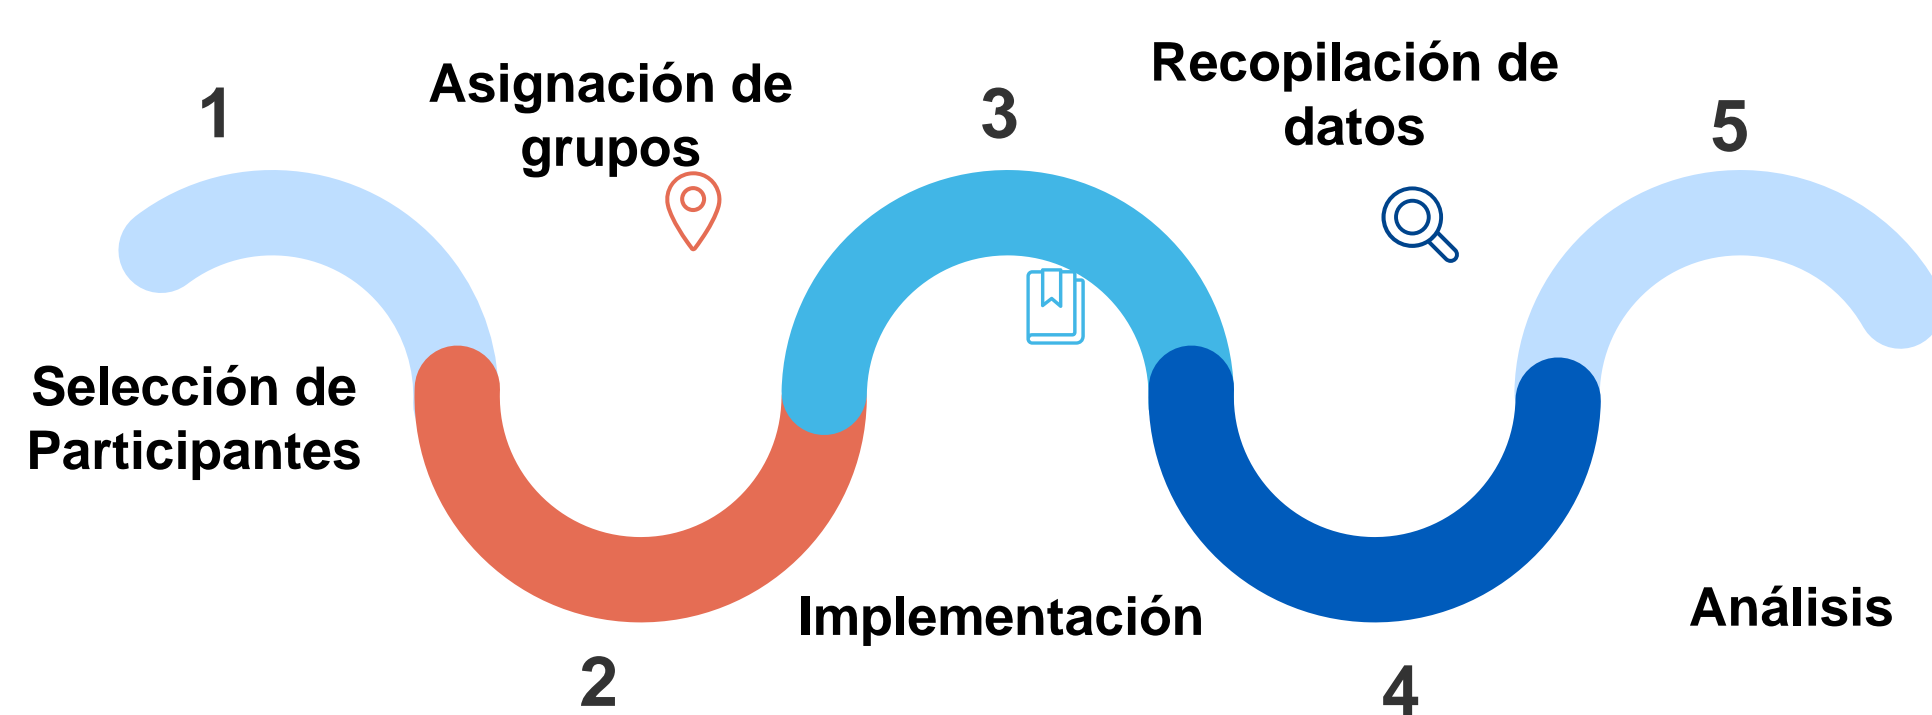 1
Selección de
Participantes
Asignación de
grupos
2
3
Implementación
Recopilación de
datos
4
5
Análisis